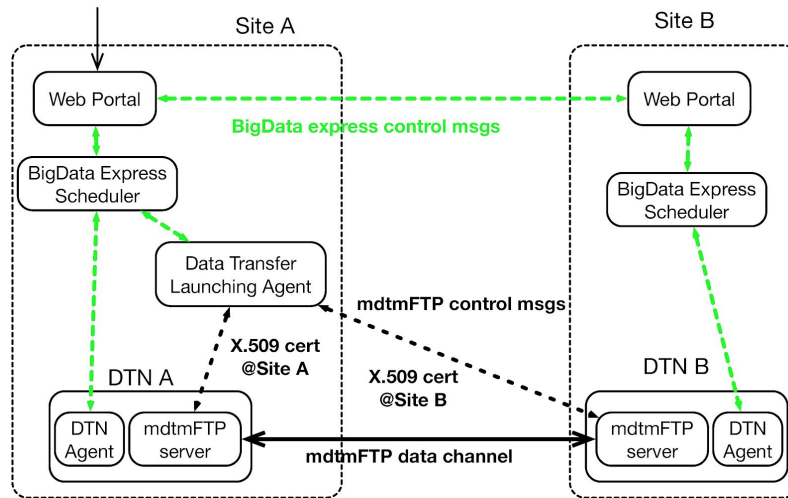 Site A
Site B
Web Portal
Web Portal
BigData express control msgs
BigData Express
Scheduler
BigData Express
Scheduler
Data Transfer
Launching Agent
mdtmFTP control msgs
X.509 cert
@Site A
X.509 cert
@Site B
DTN A
DTN B
DTN
Agent
mdtmFTP
server
mdtmFTP data channel
mdtmFTP
server
DTN
Agent